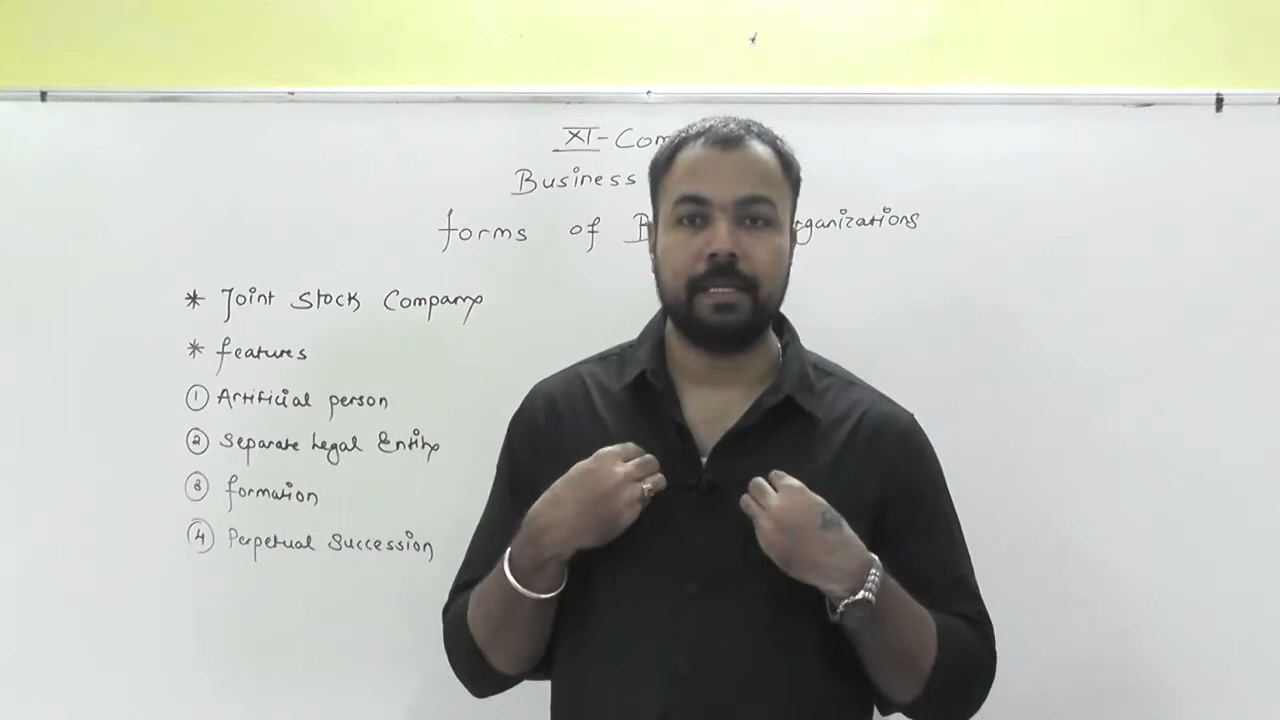 XI-Com
Business
forms of B rganizations
* Joint Stock Company
* features
① Artificial person
② Separate Legal Entity
③ formation
④ Perpetual Succession